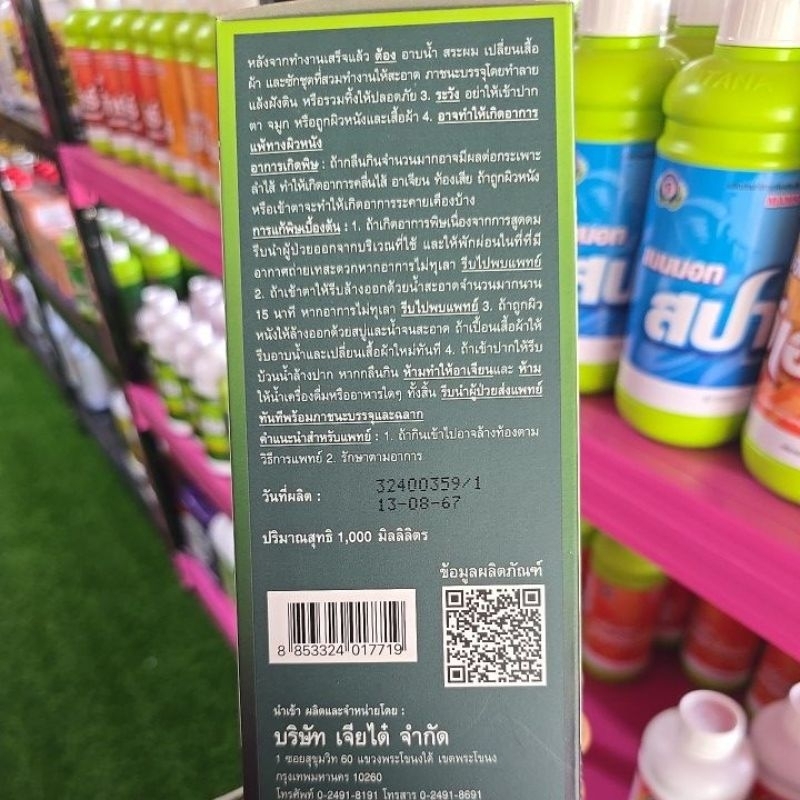 หลังจากทำงานเสร็จแล้ว ต้อง อาบน้ำ สระผม เปลี่ยนเสื้อ
ผ้า และซักชุดที่สวมทำงานให้สะอาด ภาชนะบรรจุโดยทำลาย
แล้งฝังดิน หรือรวมทิ้งให้ปลอดภัย 3. ระวัง อย่าให้เข้าปาก
ตา จมูก หรือถูกผิวหนังและเสื้อผ้า 4. อาจทำให้เกิดอาการ
แพ้ทางผิวหนัง
อาการเกิดพิษ : ถ้ากลืนกินจำนวนมากอาจมีผลต่อกระเพาะ
ลำไส้ ทำให้เกิดอาการคลื่นไส้ อาเจียน ท้องเสีย ถ้าถูกผิวหนัง
หรือเข้าตาจะทำให้เกิดอาการระคายเคืองบ้าง
การแก้พิษเบื้องต้น : 1. ถ้าเกิดอาการพิษเนื่องจากการสูดดม
รีบนำผู้ป่วยออกจากบริเวณที่ใช้ และให้พักผ่อนในที่ที่มี
อากาศถ่ายเทสะดวกหากอาการไม่ทุเลา รีบไปพบแพทย์
2. ถ้าเข้าตาให้รีบล้างออกด้วยน้ำสะอาดจำนวนมากนาน
15 นาที หากอาการไม่ทุเลา รีบไปพบแพทย์ 3. ถ้าถูกผิว
หนังให้ล้างออกด้วยสบู่และน้ำจนสะอาด ถ้าเปื้อนเสื้อผ้าให้
รีบอาบน้ำและเปลี่ยนเสื้อผ้าใหม่ทันที 4. ถ้าเข้าปากให้รีบ
บ้วนน้ำล้างปาก หากกลืนกิน ห้ามทำให้อาเจียนและ ห้าม
ให้น้ำเครื่องดื่มหรืออาหารใดๆ ทั้งสิ้น รีบนำผู้ป่วยส่งแพทย์
ทันทีพร้อมภาชนะบรรจุและฉลาก
คำแนะนำสำหรับแพทย์ : 1. ถ้ากินเข้าไปอาจล้างท้องตาม
วิธีการแพทย์ 2. รักษาตามอาการ
วันที่ผลิต : 32400359/1
13-08-67
ปริมาณสุทธิ 1,000 มิลลิลิตร
ข้อมูลผลิตภัณฑ์
8 853324 017719
นำเข้า ผลิตและจำหน่ายโดย :
บริษัท เจียไต๋ จำกัด
1 ซอยสุขุมวิท 60 แขวงพระโขนงใต้ เขตพระโขนง
กรุงเทพมหานคร 10260
โทรศัพท์ 0-2491-8191 โทรสาร 0-2491-8691
แมมมอท
สปา